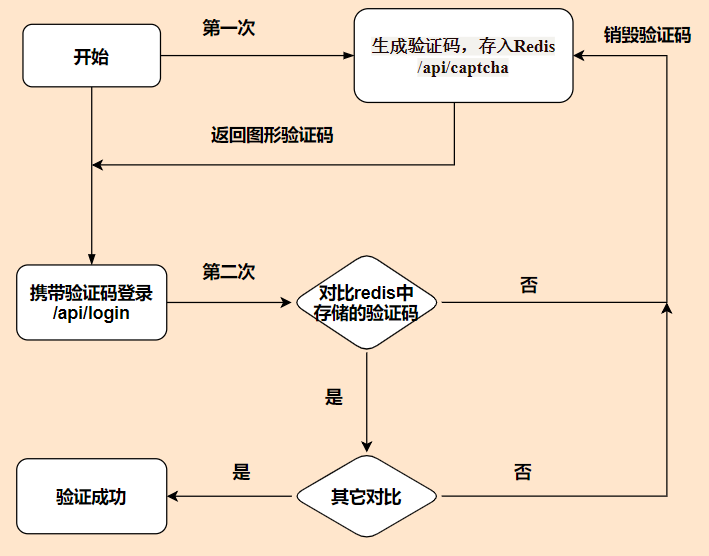 第一次
销毁验证码
开始
生成验证码，存入Redis
/api/captcha
返回图形验证码
携带验证码登录
/api/login
第二次
对比redis中
存储的验证码
否
是
验证成功
是
其它对比
否